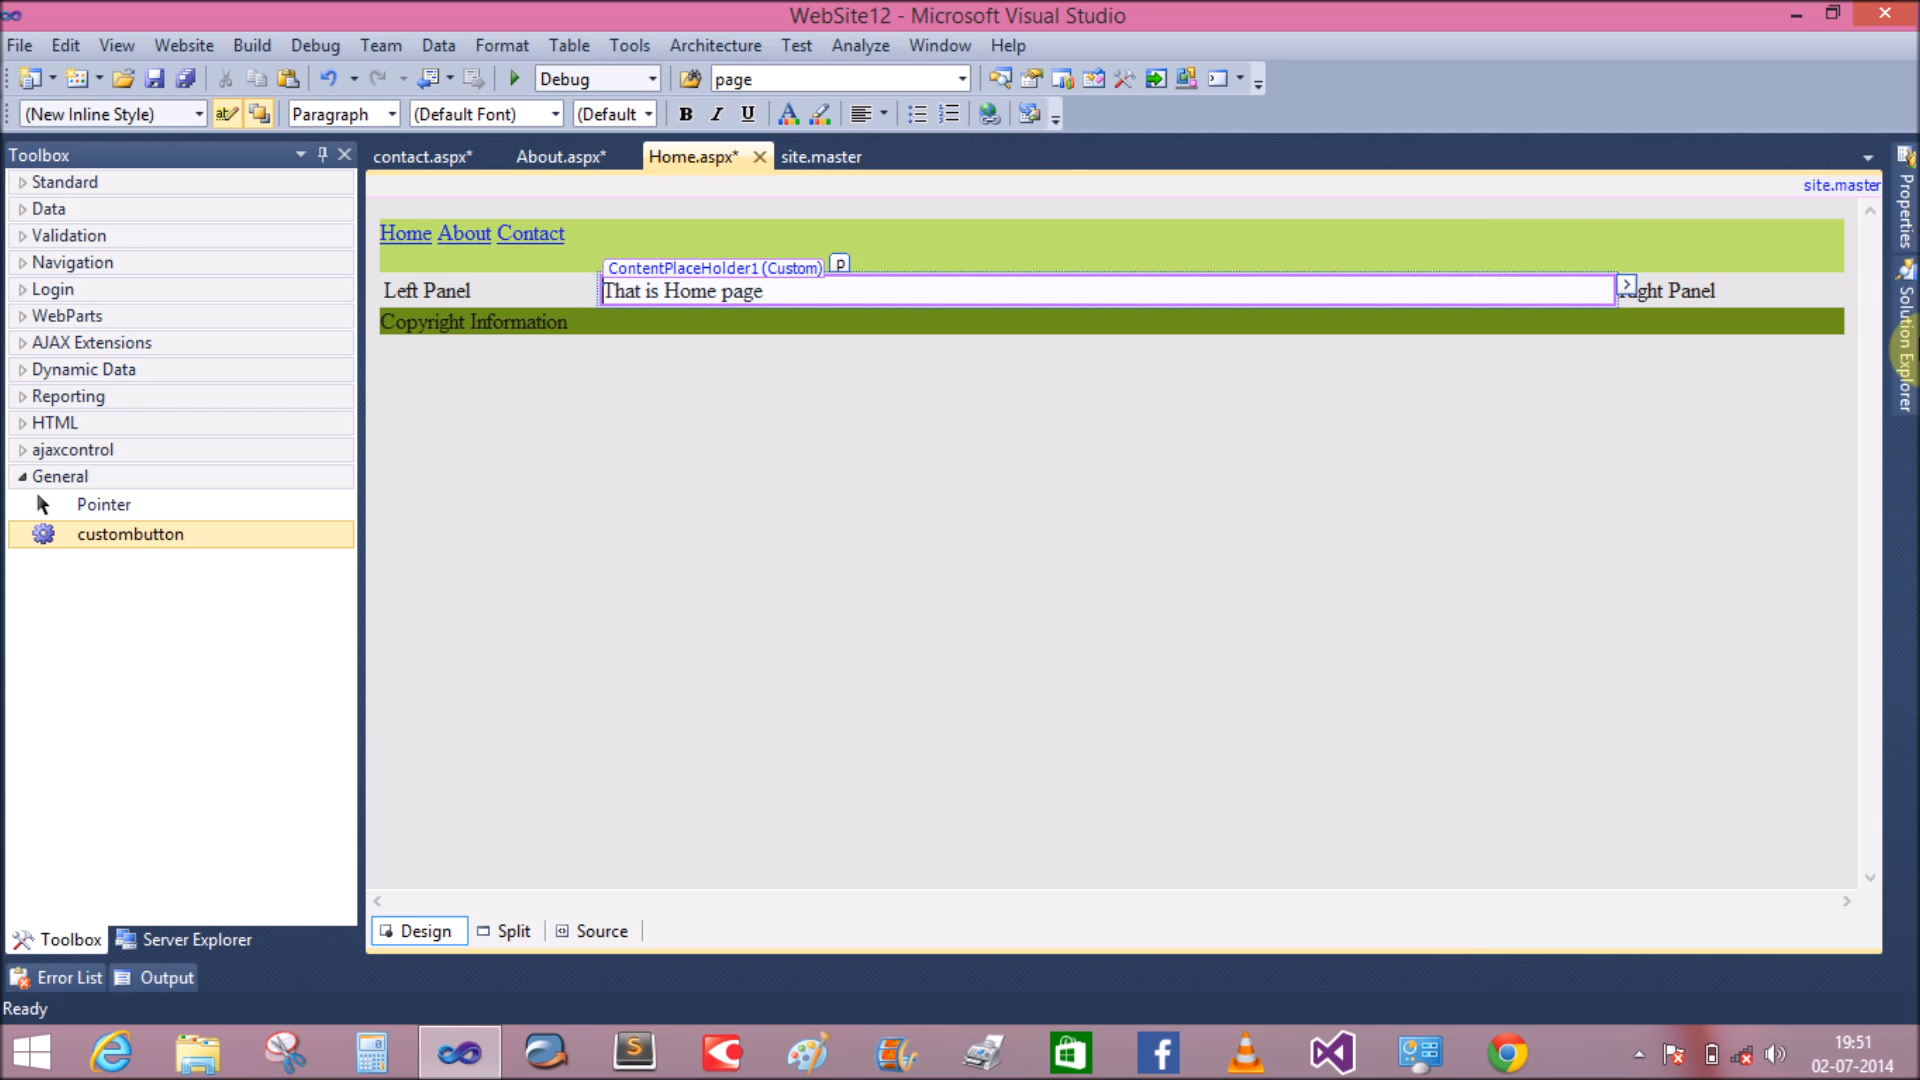 WebSite12 - Microsoft Visual Studio
File Edit View Website Build Debug Team Data Format Table Tools Architecture Test Analyze Window Help
Debug page
(New Inline Style) Paragraph (Default Font) (Default B I U
Toolbox
contact.aspx* About.aspx* Home.aspx* site.master
Standard
Data
Validation
Navigation
Login
WebParts
AJAX Extensions
Dynamic Data
Reporting
HTML
ajaxcontrol
General
Pointer
custombutton
site.master
Home About Contact
ContentPlaceHolder1 (Custom) p
Left Panel That is Home page ight Panel
Copyright Information
Properties
Solution Explorer
Design Split Source
Toolbox Server Explorer
Error List Output
Ready
19:51
02-07-2014